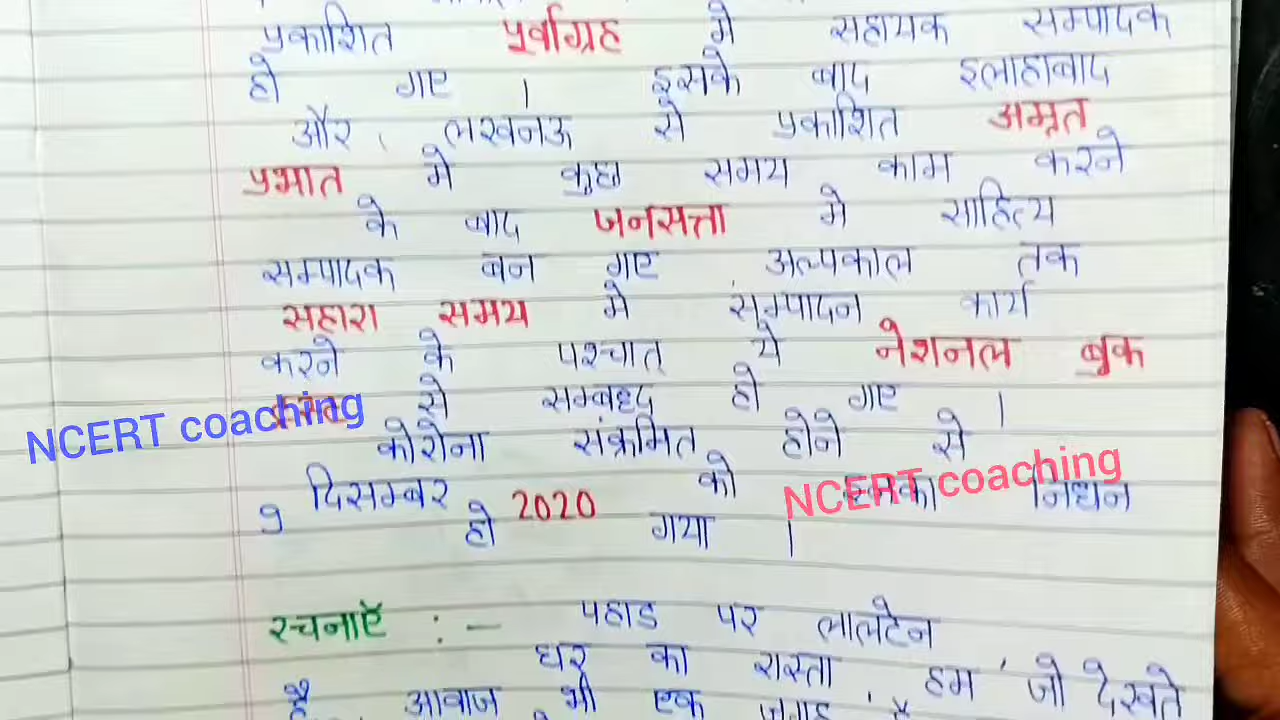 प्रकाशित पूर्वाग्रह मे सहायक सम्पादक
हो गए । इसके बाद इलाहाबाद
और लखनऊ से प्रकाशित अमृत
प्रभात मे कुछ समय काम करने
के बाद जनसत्ता मे साहित्य
सम्पादक बन गए अल्पकाल तक
सहारा समय मे सम्पादन कार्य
करने के पश्चात् ये नेशनल बुक
से सम्बध्द हो गए ।
NCERT coaching
कोरोना संक्रमित होने से
NCERT coaching
9 दिसम्बर 2020 को इनका निधन
हो गया ।
रचनाऐं :- पहाड पर लालटेन
घर का रास्ता हम जो देखते
है आवाज भी एक जगह है